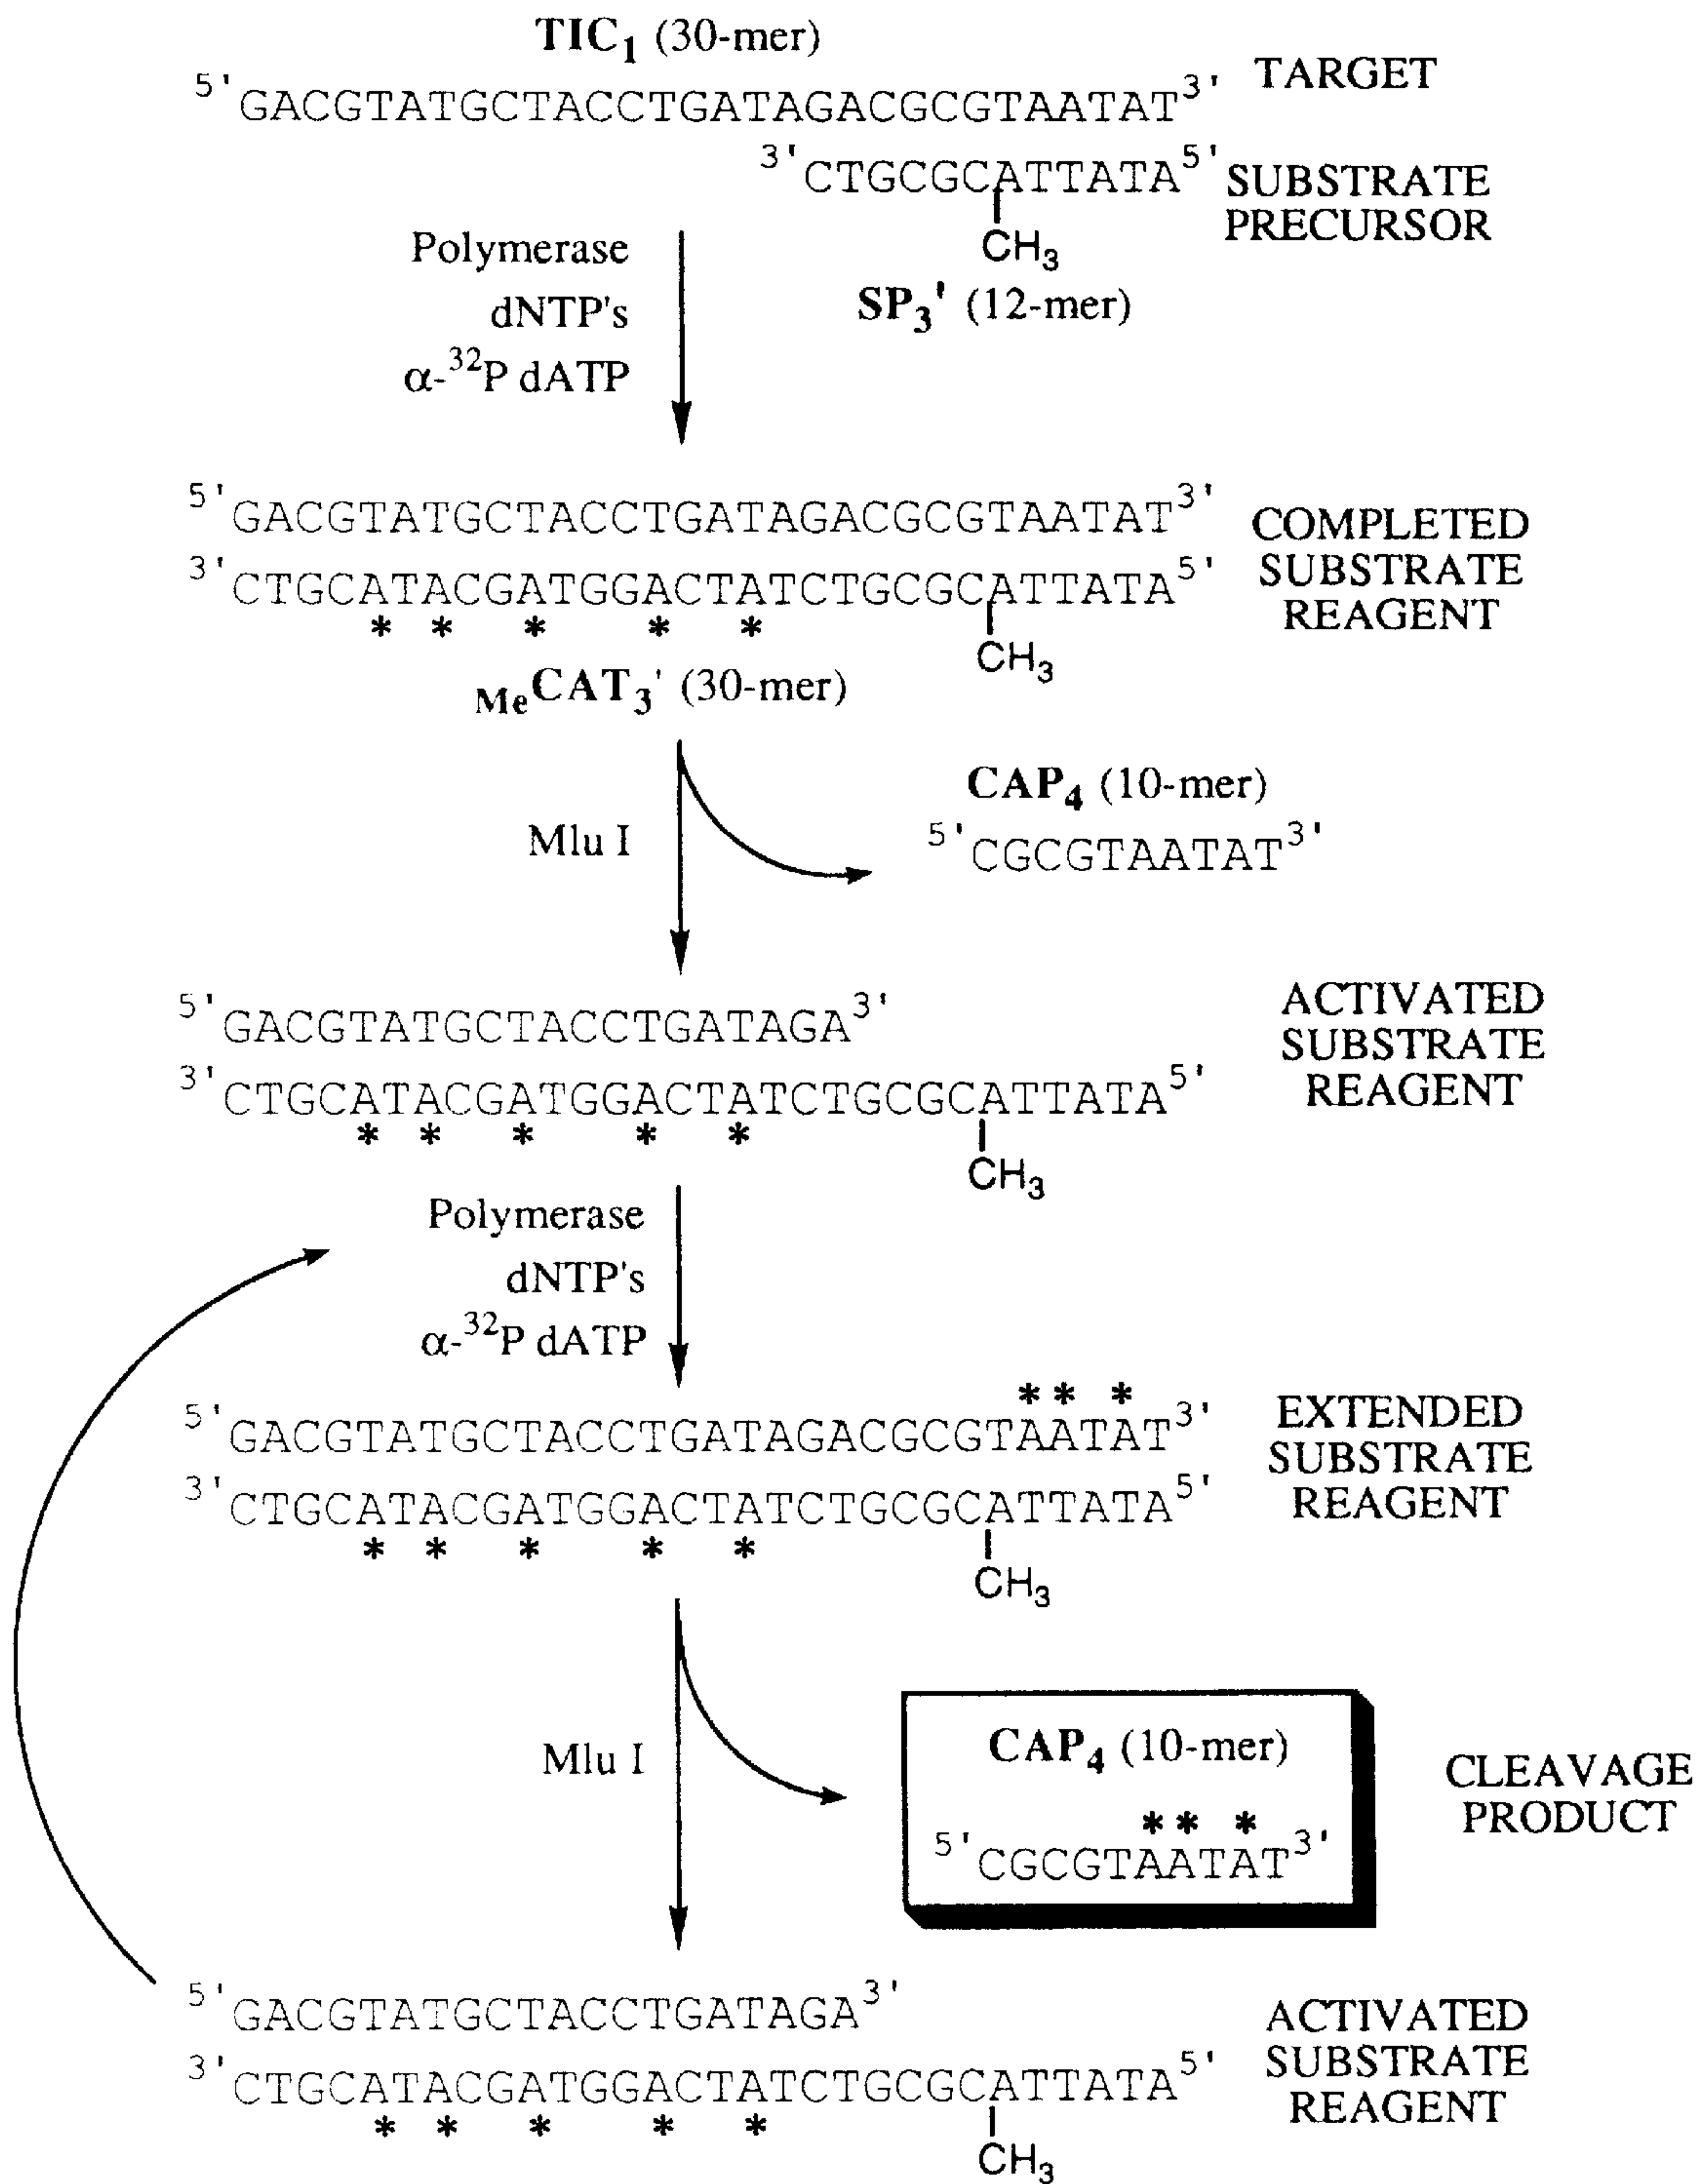 TIC1 (30-mer)
5'GACGTATGCTACCTGATAGACGCGTAATAT3' TARGET
3'CTGCGCATTATA5' SUBSTRATE
PRECURSOR
CH3
SP3' (12-mer)
Polymerase
dNTP's
α-32P dATP
5'GACGTATGCTACCTGATAGACGCGTAATAT3' COMPLETED
3'CTGCATACGATGGACTATCTGCGCATTATA5' SUBSTRATE
REAGENT
* * * * *
CH3
MeCAT3' (30-mer)
CAP4 (10-mer)
Mlu I
5'CGCGTAATAT3'
5'GACGTATGCTACCTGATAGA3' ACTIVATED
SUBSTRATE
3'CTGCATACGATGGACTATCTGCGCATTATA5' REAGENT
* * * * *
CH3
Polymerase
dNTP's
α-32P dATP
* * *
5'GACGTATGCTACCTGATAGACGCGTAATAT3' EXTENDED
SUBSTRATE
3'CTGCATACGATGGACTATCTGCGCATTATA5' REAGENT
* * * * *
CH3
Mlu I
CAP4 (10-mer)
* * *
5'CGCGTAATAT3'
CLEAVAGE
PRODUCT
5'GACGTATGCTACCTGATAGA3' ACTIVATED
SUBSTRATE
3'CTGCATACGATGGACTATCTGCGCATTATA5' REAGENT
* * * * *
CH3